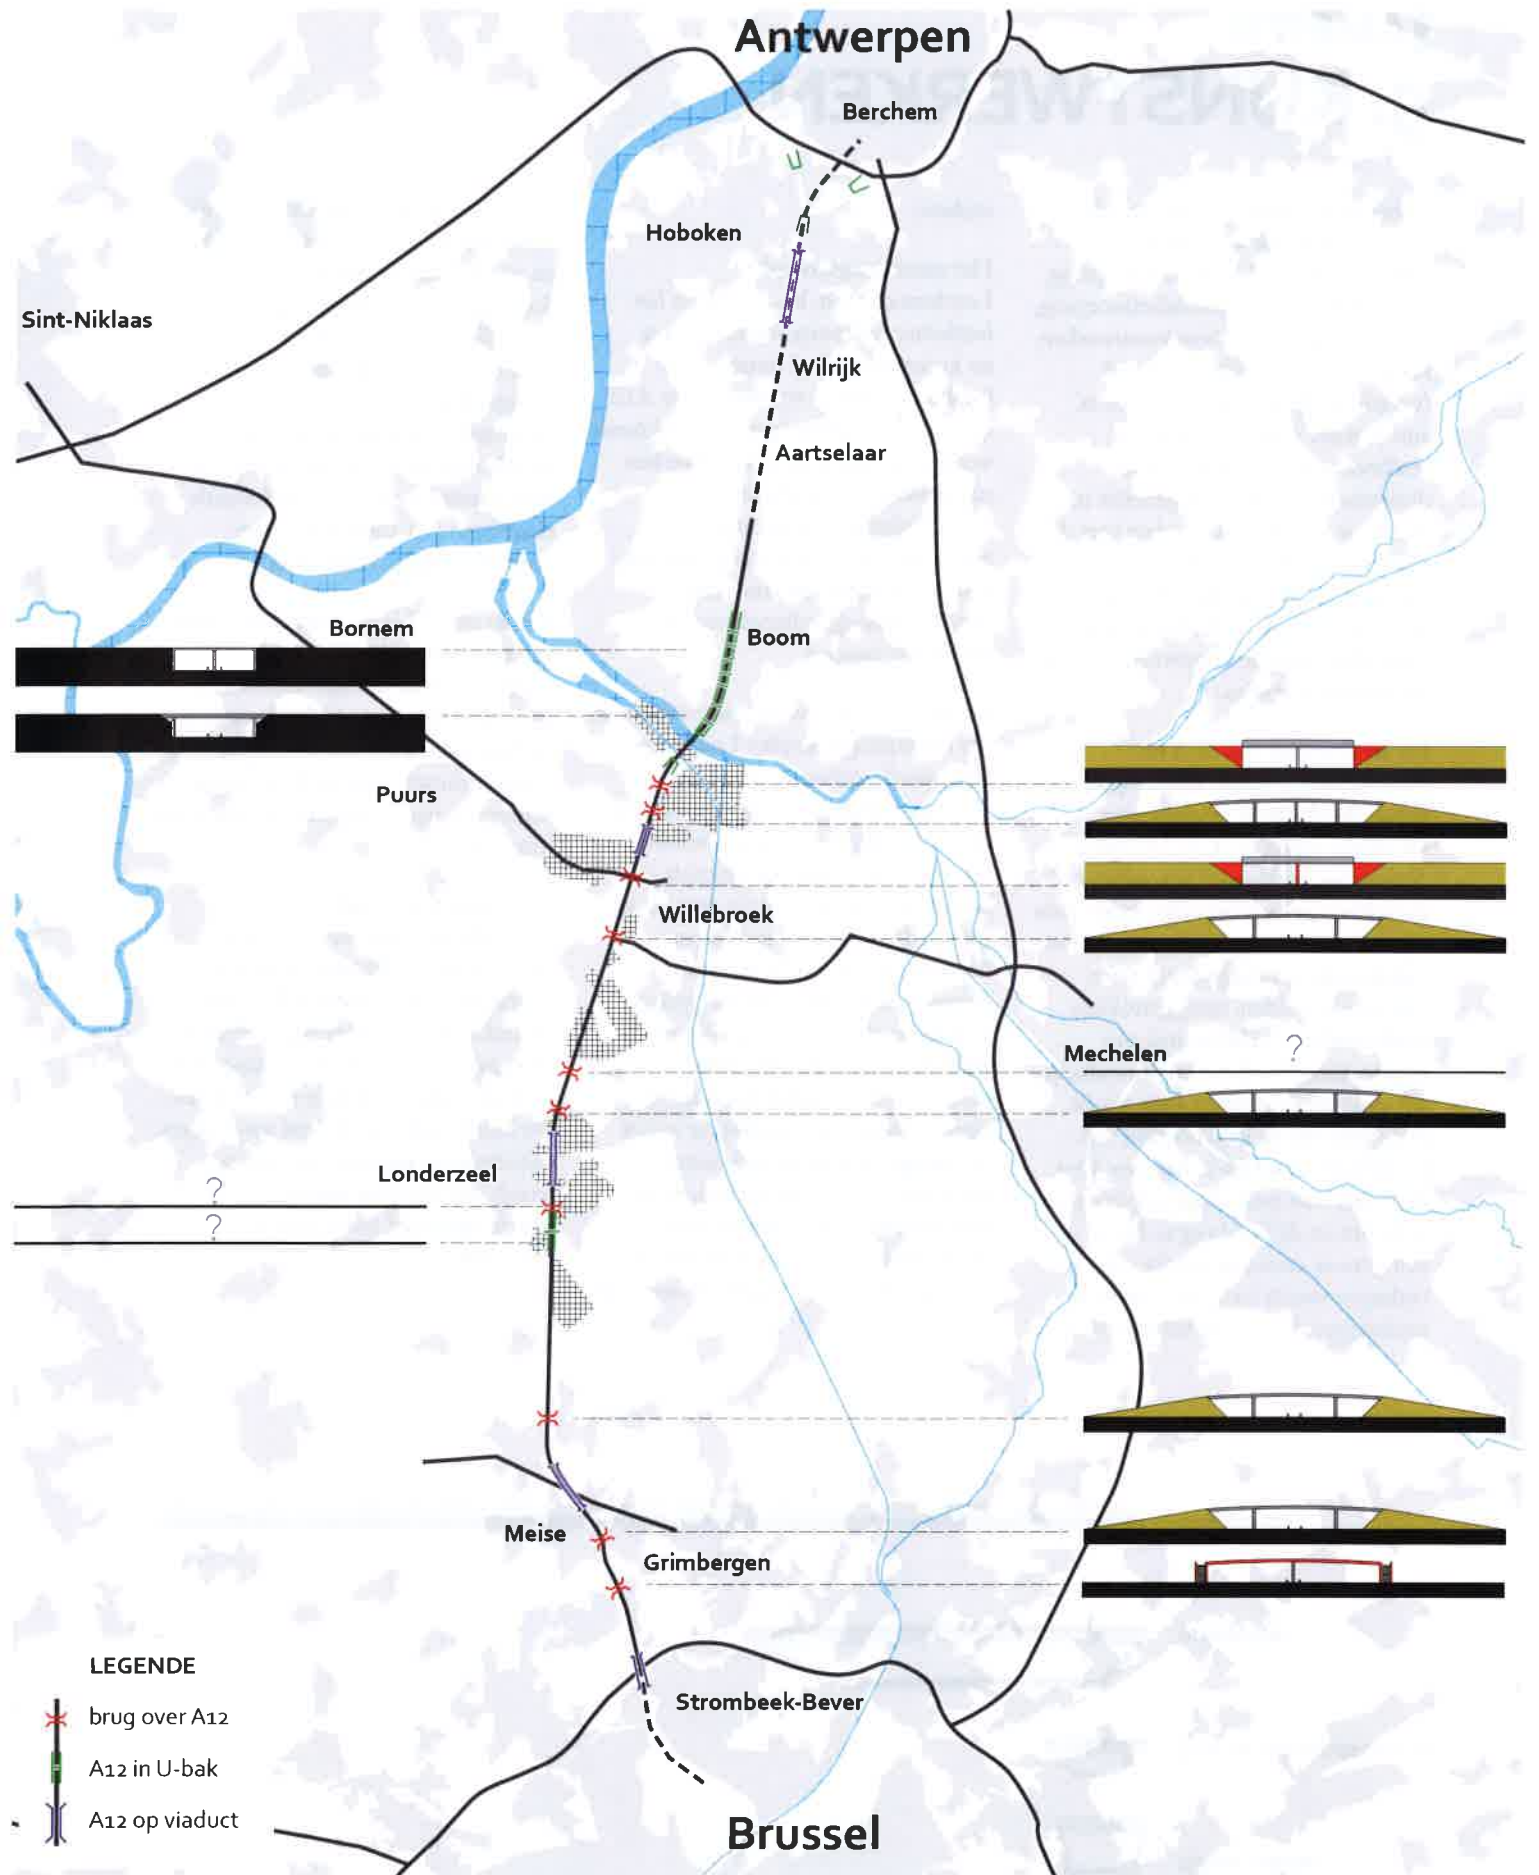 Antwerpen
Berchem
Hoboken
Sint-Niklaas
Wilrijk
Aartselaar
Bornem
Boom
Puurs
Willebroek
Mechelen
?
Londerzeel
?
?
Meise
Grimbergen
LEGENDE
brug over A12
A12 in U-bak
A12 op viaduct
Strombeek-Bever
Brussel